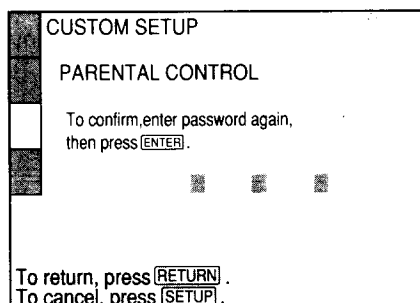 CUSTOM SETUP
PARENTAL CONTROL
To confirm,enter password again,
then press ENTER.
To return, press RETURN.
To cancel, press SETUP.